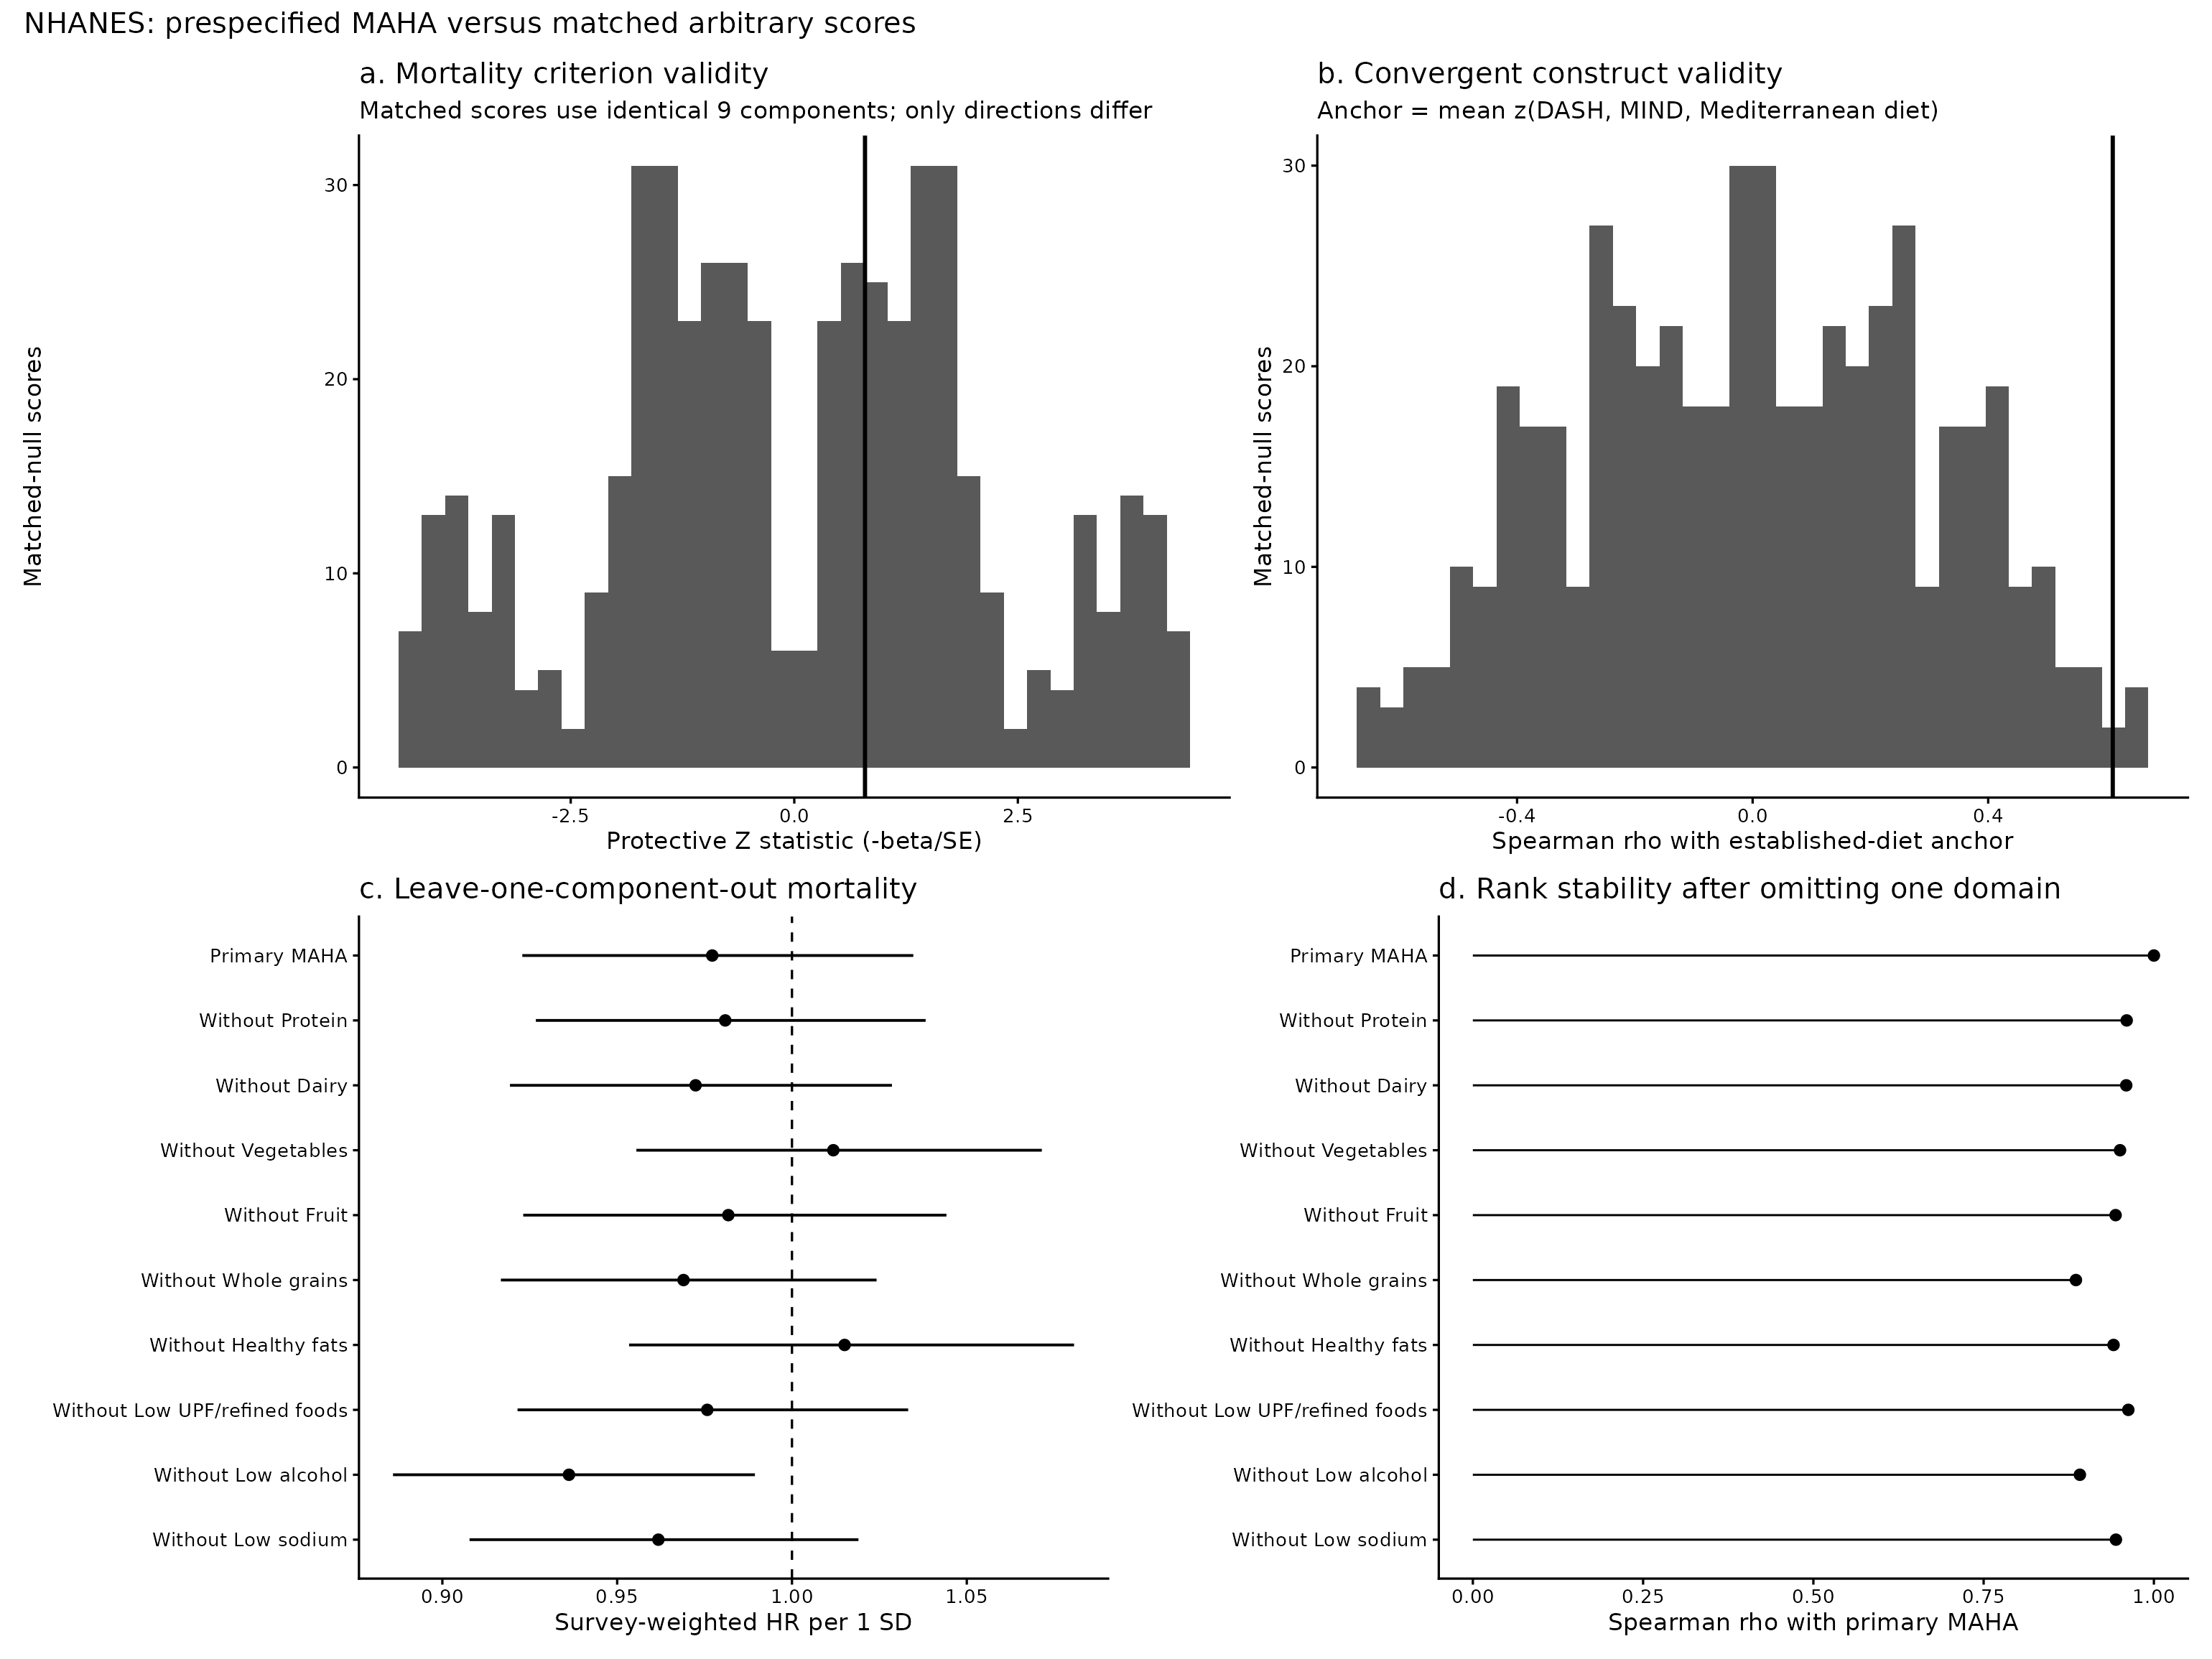 NHANES: prespecified MAHA versus matched arbitrary scores
a. Mortality criterion validity
Matched scores use identical 9 components; only directions differ
Matched-null scores
30
20
10
0
-2.5
0.0
2.5
Protective Z statistic (-beta/SE)
b. Convergent construct validity
Anchor = mean z(DASH, MIND, Mediterranean diet)
Matched-null scores
30
20
10
0
-0.4
0.0
0.4
Spearman rho with established-diet anchor
c. Leave-one-component-out mortality
Primary MAHA
Without Protein
Without Dairy
Without Vegetables
Without Fruit
Without Whole grains
Without Healthy fats
Without Low UPF/refined foods
Without Low alcohol
Without Low sodium
0.90
0.95
1.00
1.05
Survey-weighted HR per 1 SD
d. Rank stability after omitting one domain
Primary MAHA
Without Protein
Without Dairy
Without Vegetables
Without Fruit
Without Whole grains
Without Healthy fats
Without Low UPF/refined foods
Without Low alcohol
Without Low sodium
0.00
0.25
0.50
0.75
1.00
Spearman rho with primary MAHA